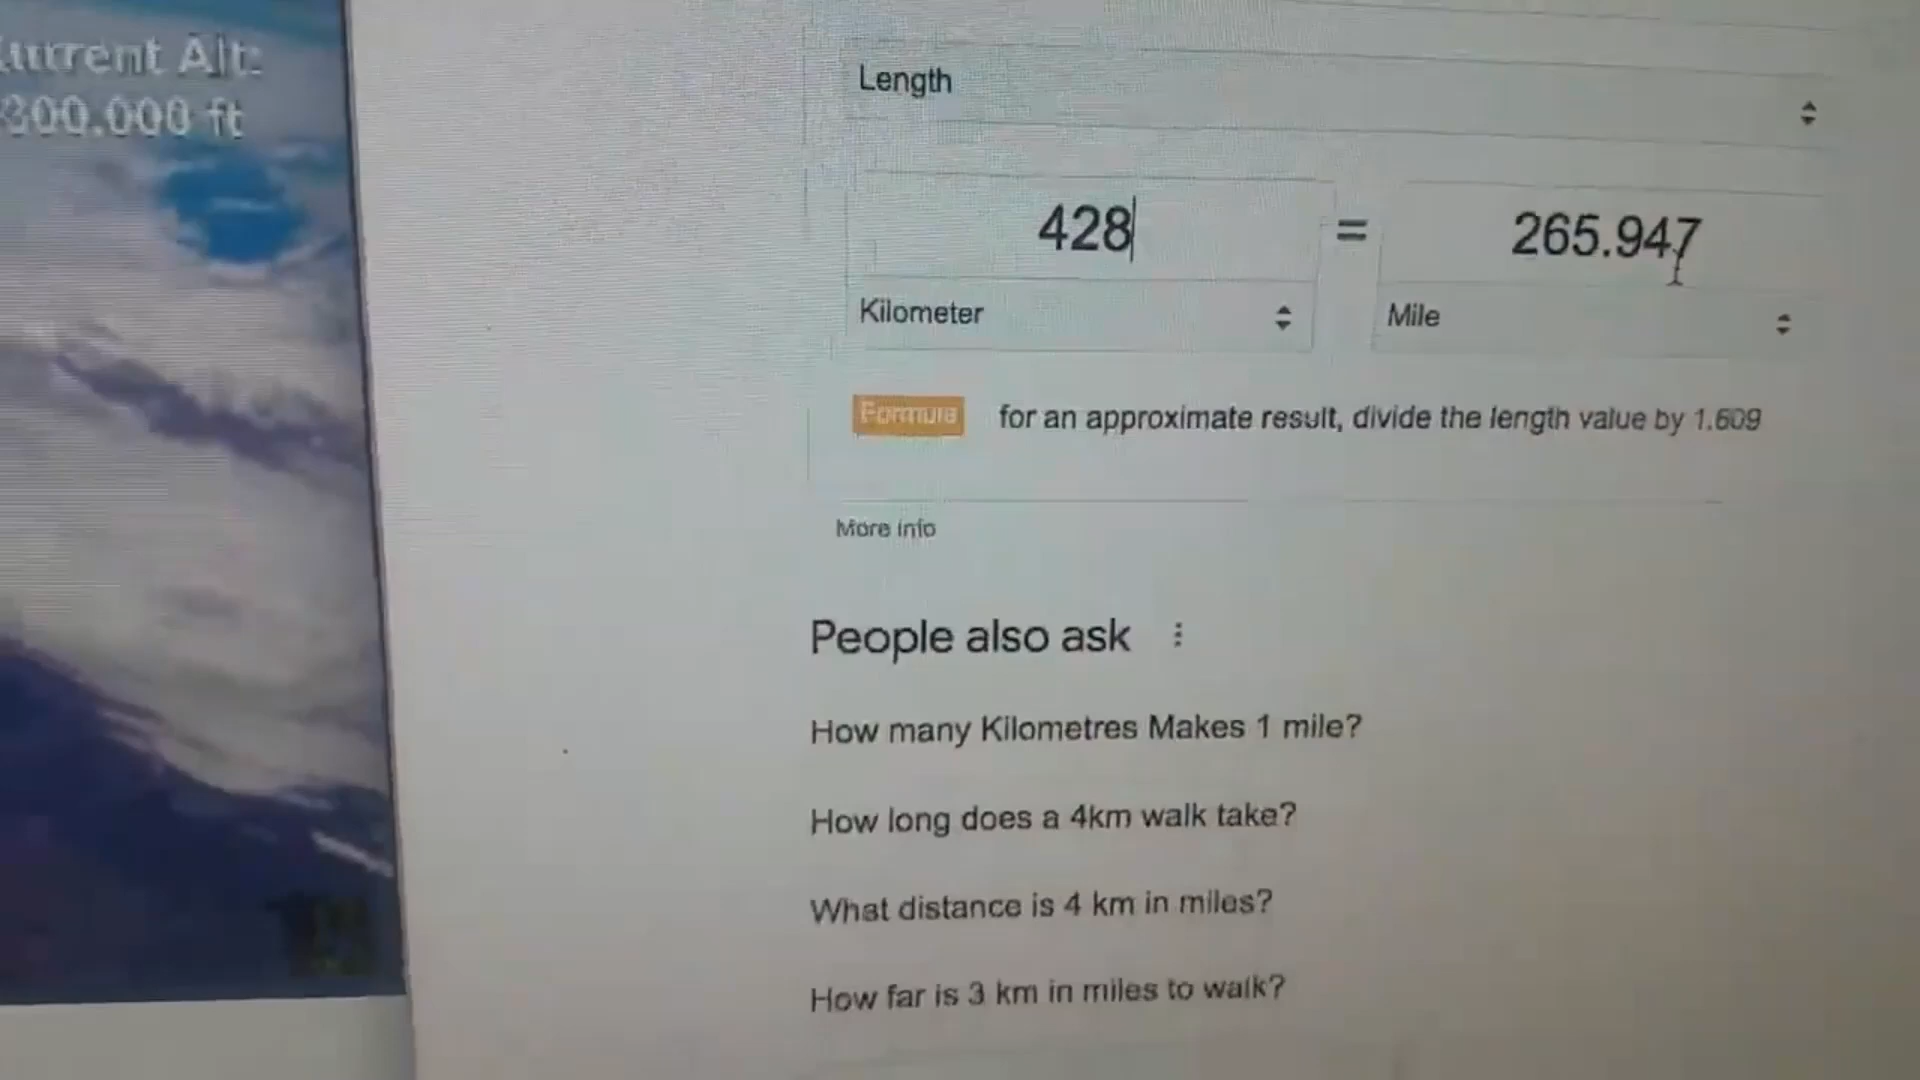 Current Alt:
300.000 ft
Length
428 = 265.947
Kilometer Mile
Formula for an approximate result, divide the length value by 1.609
More info
People also ask
How many Kilometres Makes 1 mile?
How long does a 4km walk take?
What distance is 4 km in miles?
How far is 3 km in miles to walk?